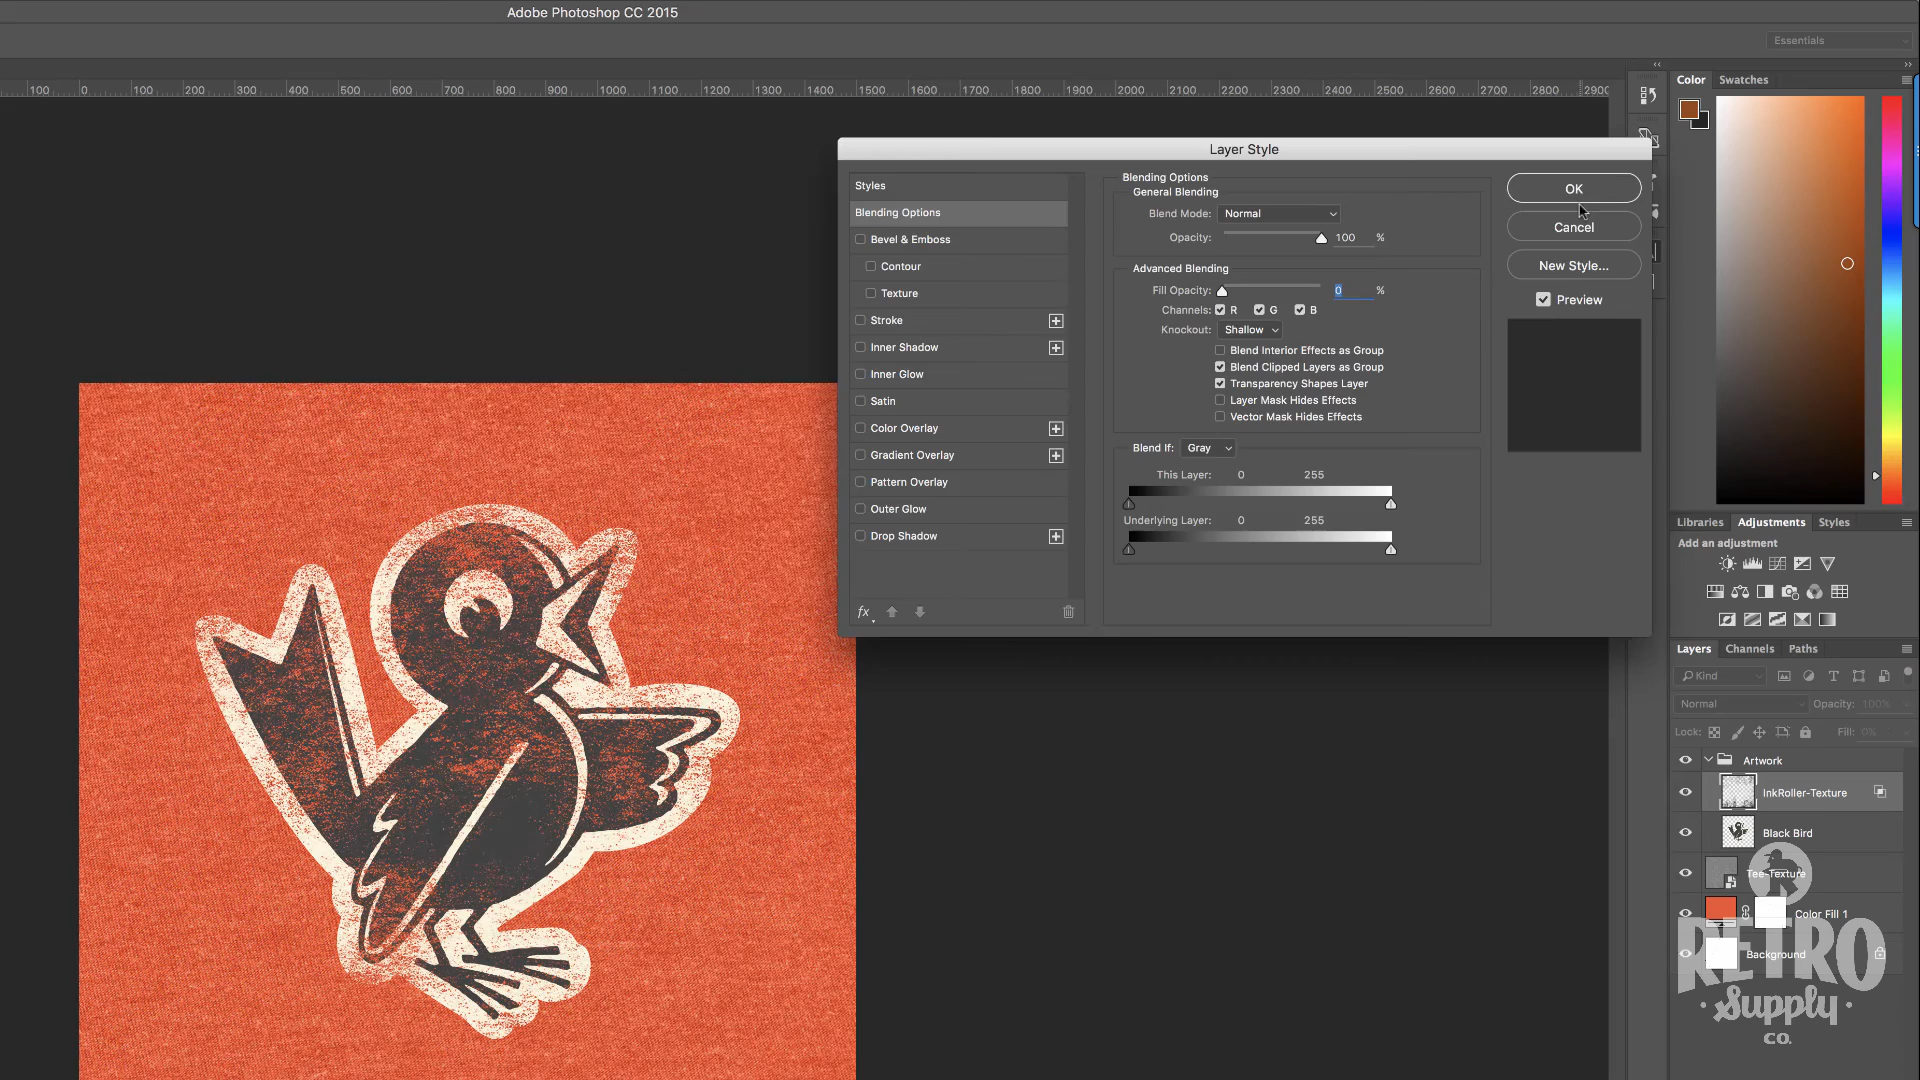 Adobe Photoshop CC 2015
Essentials
100 0 100 200 300 400 500 600 700 800 900 1000 1100 1200 1300 1400 1500 1600 1700 1800 1900 2000 2100 2200 2300 2400 2500 2600 2700 2800 2900
Color Swatches
Layer Style
Styles
Blending Options
Bevel & Emboss
Contour
Texture
Stroke
Inner Shadow
Inner Glow
Satin
Color Overlay
Gradient Overlay
Pattern Overlay
Outer Glow
Drop Shadow
fx
Blending Options
General Blending
Blend Mode: Normal
Opacity: 100 %
Advanced Blending
Fill Opacity: 0 %
Channels: R G B
Knockout: Shallow
Blend Interior Effects as Group
Blend Clipped Layers as Group
Transparency Shapes Layer
Layer Mask Hides Effects
Vector Mask Hides Effects
Blend If: Gray
This Layer: 0 255
Underlying Layer: 0 255
OK
Cancel
New Style...
Preview
Libraries Adjustments Styles
Add an adjustment
Layers Channels Paths
Kind
Normal Opacity: 100%
Lock: Fill: 0%
Artwork
InkRoller-Texture
Black Bird
Tee-Texture
Color Fill 1
Background
RETRO
Supply
CO.